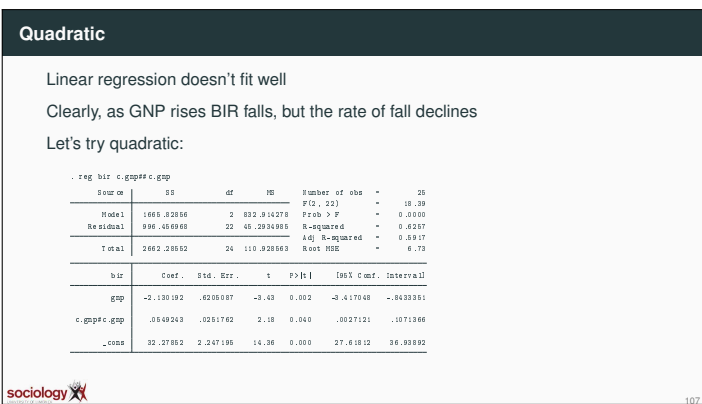 Quadratic
Linear regression doesn't fit well
Clearly, as GNP rises BIR falls, but the rate of fall declines
Let's try quadratic:
. reg bir c.gnp##c.gnp
Source | SS df MS Number of obs = 25
F(2, 22) = 18.39
Model | 1665.82856 2 832.914278 Prob > F = 0.0000
Residual | 996.456968 22 45.2934985 R-squared = 0.6257
Adj R-squared = 0.5917
Total | 2662.28552 24 110.928563 Root MSE = 6.73
bir | Coef. Std. Err. t P>|t| [95% Conf. Interval]
gnp | -2.130192 .6205087 -3.43 0.002 -3.417048 -.8433351
c.gnp#c.gnp | .0549243 .0251762 2.18 0.040 .0027121 .1071366
_cons | 32.27852 2.247195 14.36 0.000 27.61812 36.93892
sociology
107